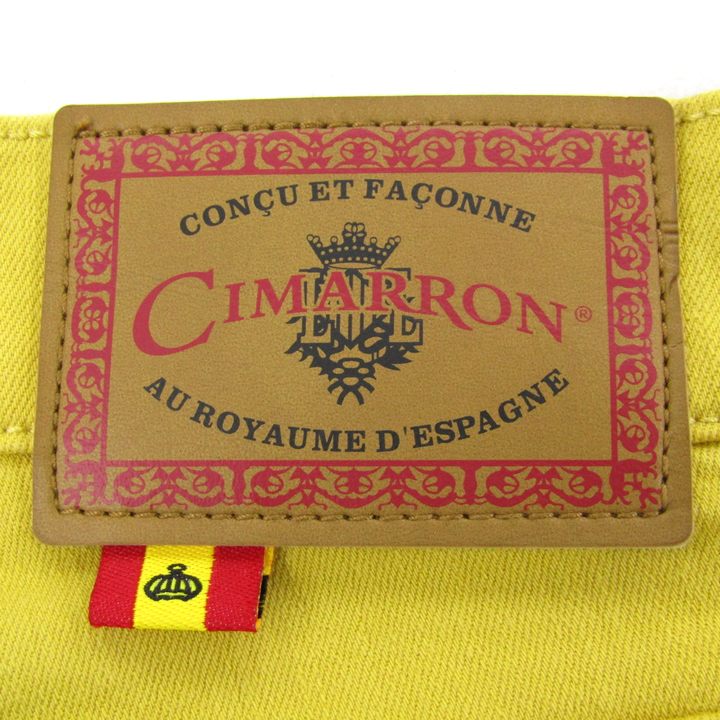 CONÇU ET FAÇONNE
CIMARRON®
AU ROYAUME D'ESPAGNE